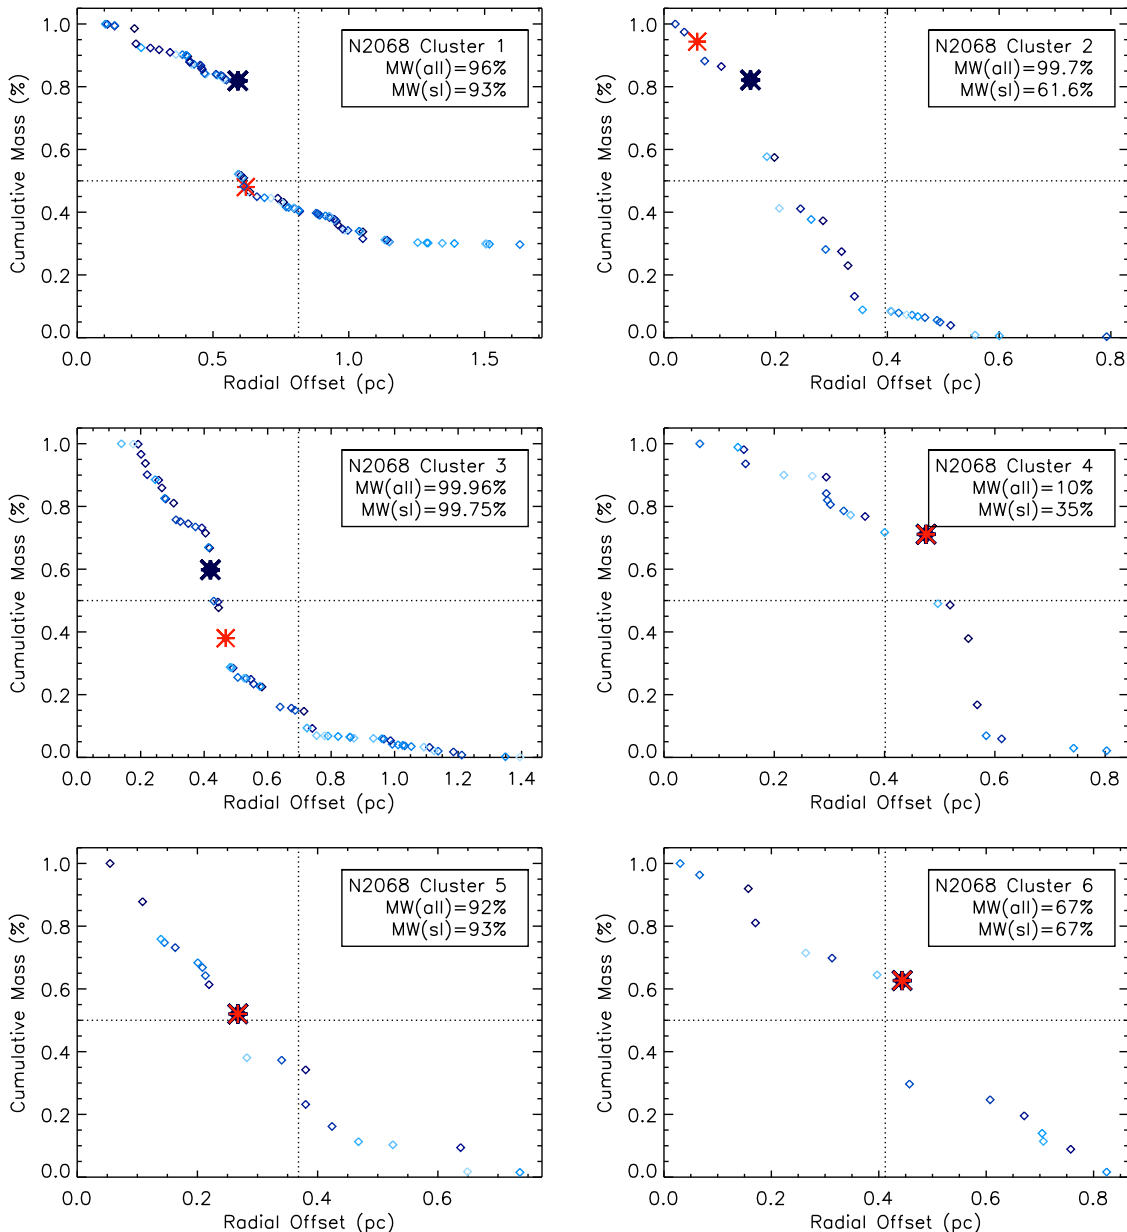 N2068 Cluster 1
MW(all)=96%
MW(sl)=93%
Cumulative Mass (%)
1.0
0.8
0.6
0.4
0.2
0.0
0.0 0.5 1.0 1.5
Radial Offset (pc)
N2068 Cluster 2
MW(all)=99.7%
MW(sl)=61.6%
Cumulative Mass (%)
1.0
0.8
0.6
0.4
0.2
0.0
0.0 0.2 0.4 0.6 0.8
Radial Offset (pc)
N2068 Cluster 3
MW(all)=99.96%
MW(sl)=99.75%
Cumulative Mass (%)
1.0
0.8
0.6
0.4
0.2
0.0
0.0 0.2 0.4 0.6 0.8 1.0 1.2 1.4
Radial Offset (pc)
N2068 Cluster 4
MW(all)=10%
MW(sl)=35%
Cumulative Mass (%)
1.0
0.8
0.6
0.4
0.2
0.0
0.0 0.2 0.4 0.6 0.8
Radial Offset (pc)
N2068 Cluster 5
MW(all)=92%
MW(sl)=93%
Cumulative Mass (%)
1.0
0.8
0.6
0.4
0.2
0.0
0.0 0.2 0.4 0.6
Radial Offset (pc)
N2068 Cluster 6
MW(all)=67%
MW(sl)=67%
Cumulative Mass (%)
1.0
0.8
0.6
0.4
0.2
0.0
0.0 0.2 0.4 0.6 0.8
Radial Offset (pc)